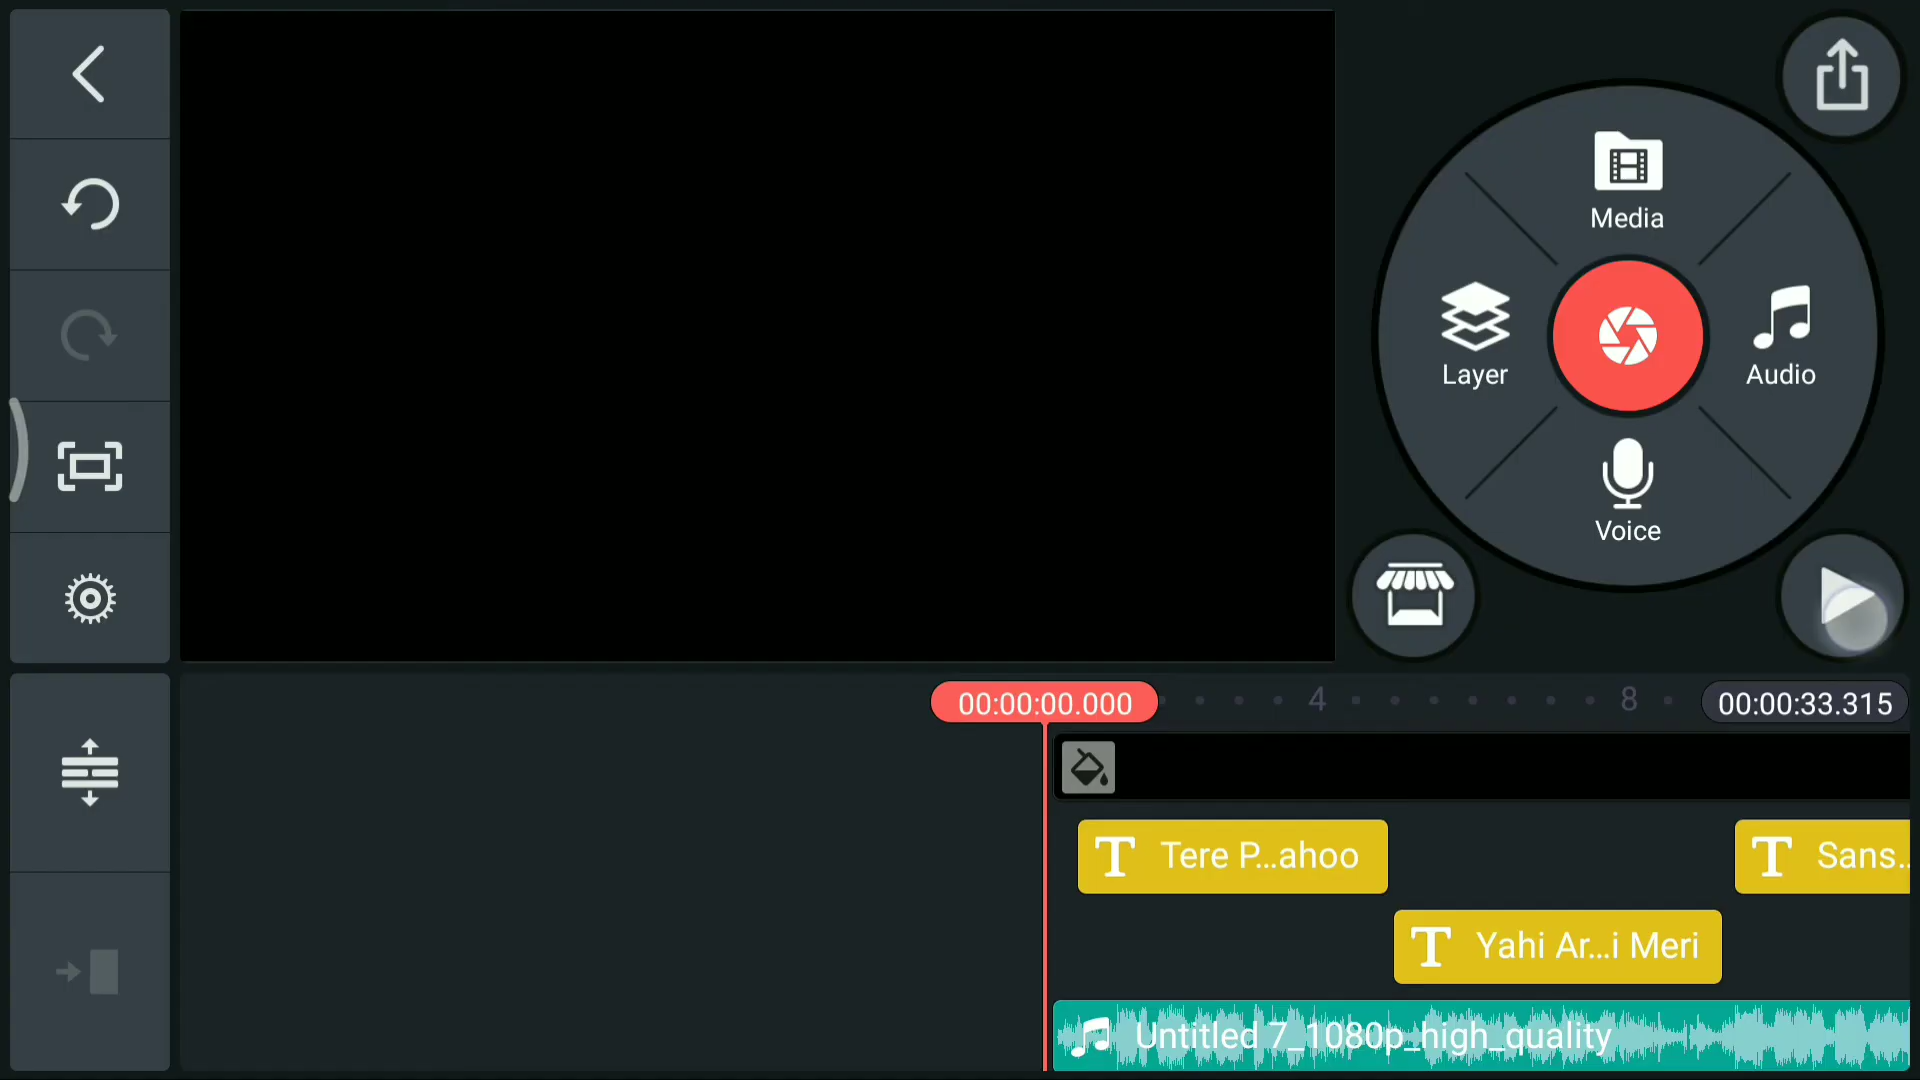 Media
Layer
Audio
Voice
00:00:00.000
4
8
00:00:33.315
T Tere P...ahoo
T Sans..
T Yahi Ar...i Meri
Untitled 7_1080p_high_quality